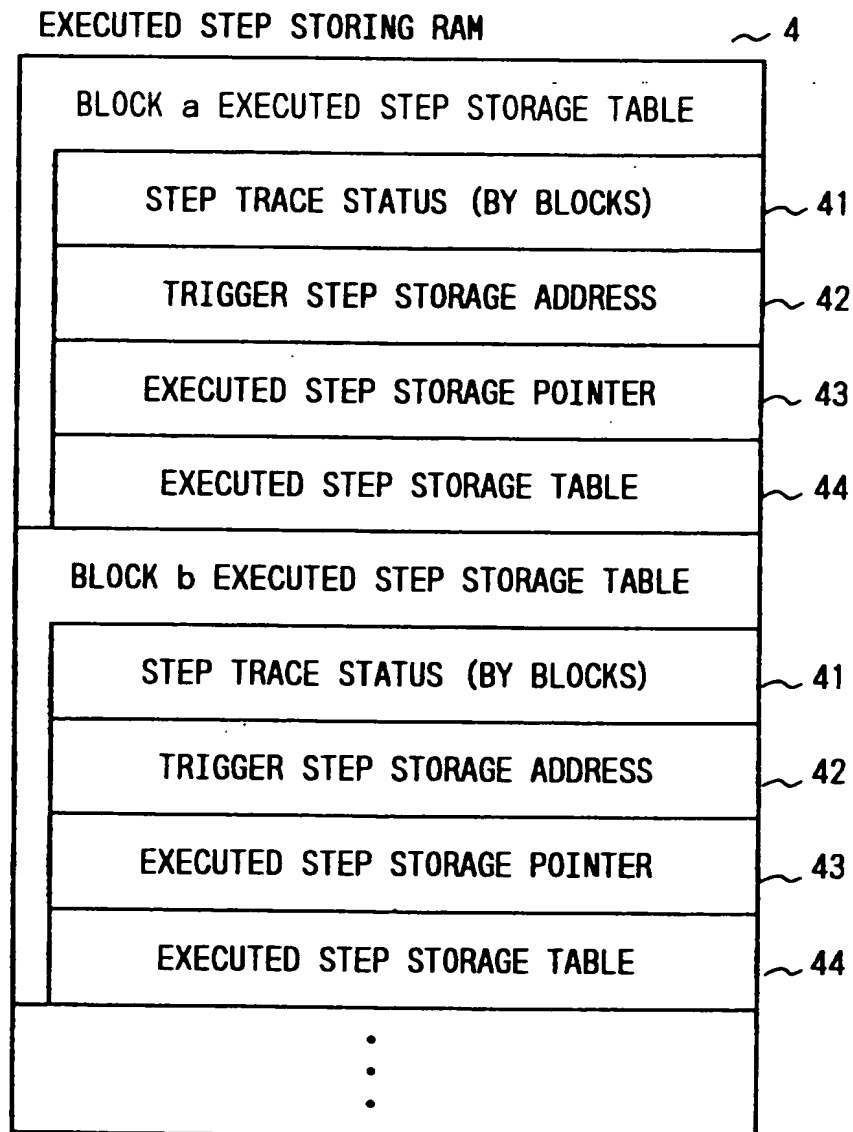 EXECUTED STEP STORING RAM ~ 4
BLOCK a EXECUTED STEP STORAGE TABLE
STEP TRACE STATUS (BY BLOCKS) ~ 41
TRIGGER STEP STORAGE ADDRESS ~ 42
EXECUTED STEP STORAGE POINTER ~ 43
EXECUTED STEP STORAGE TABLE ~ 44
BLOCK b EXECUTED STEP STORAGE TABLE
STEP TRACE STATUS (BY BLOCKS) ~ 41
TRIGGER STEP STORAGE ADDRESS ~ 42
EXECUTED STEP STORAGE POINTER ~ 43
EXECUTED STEP STORAGE TABLE ~ 44